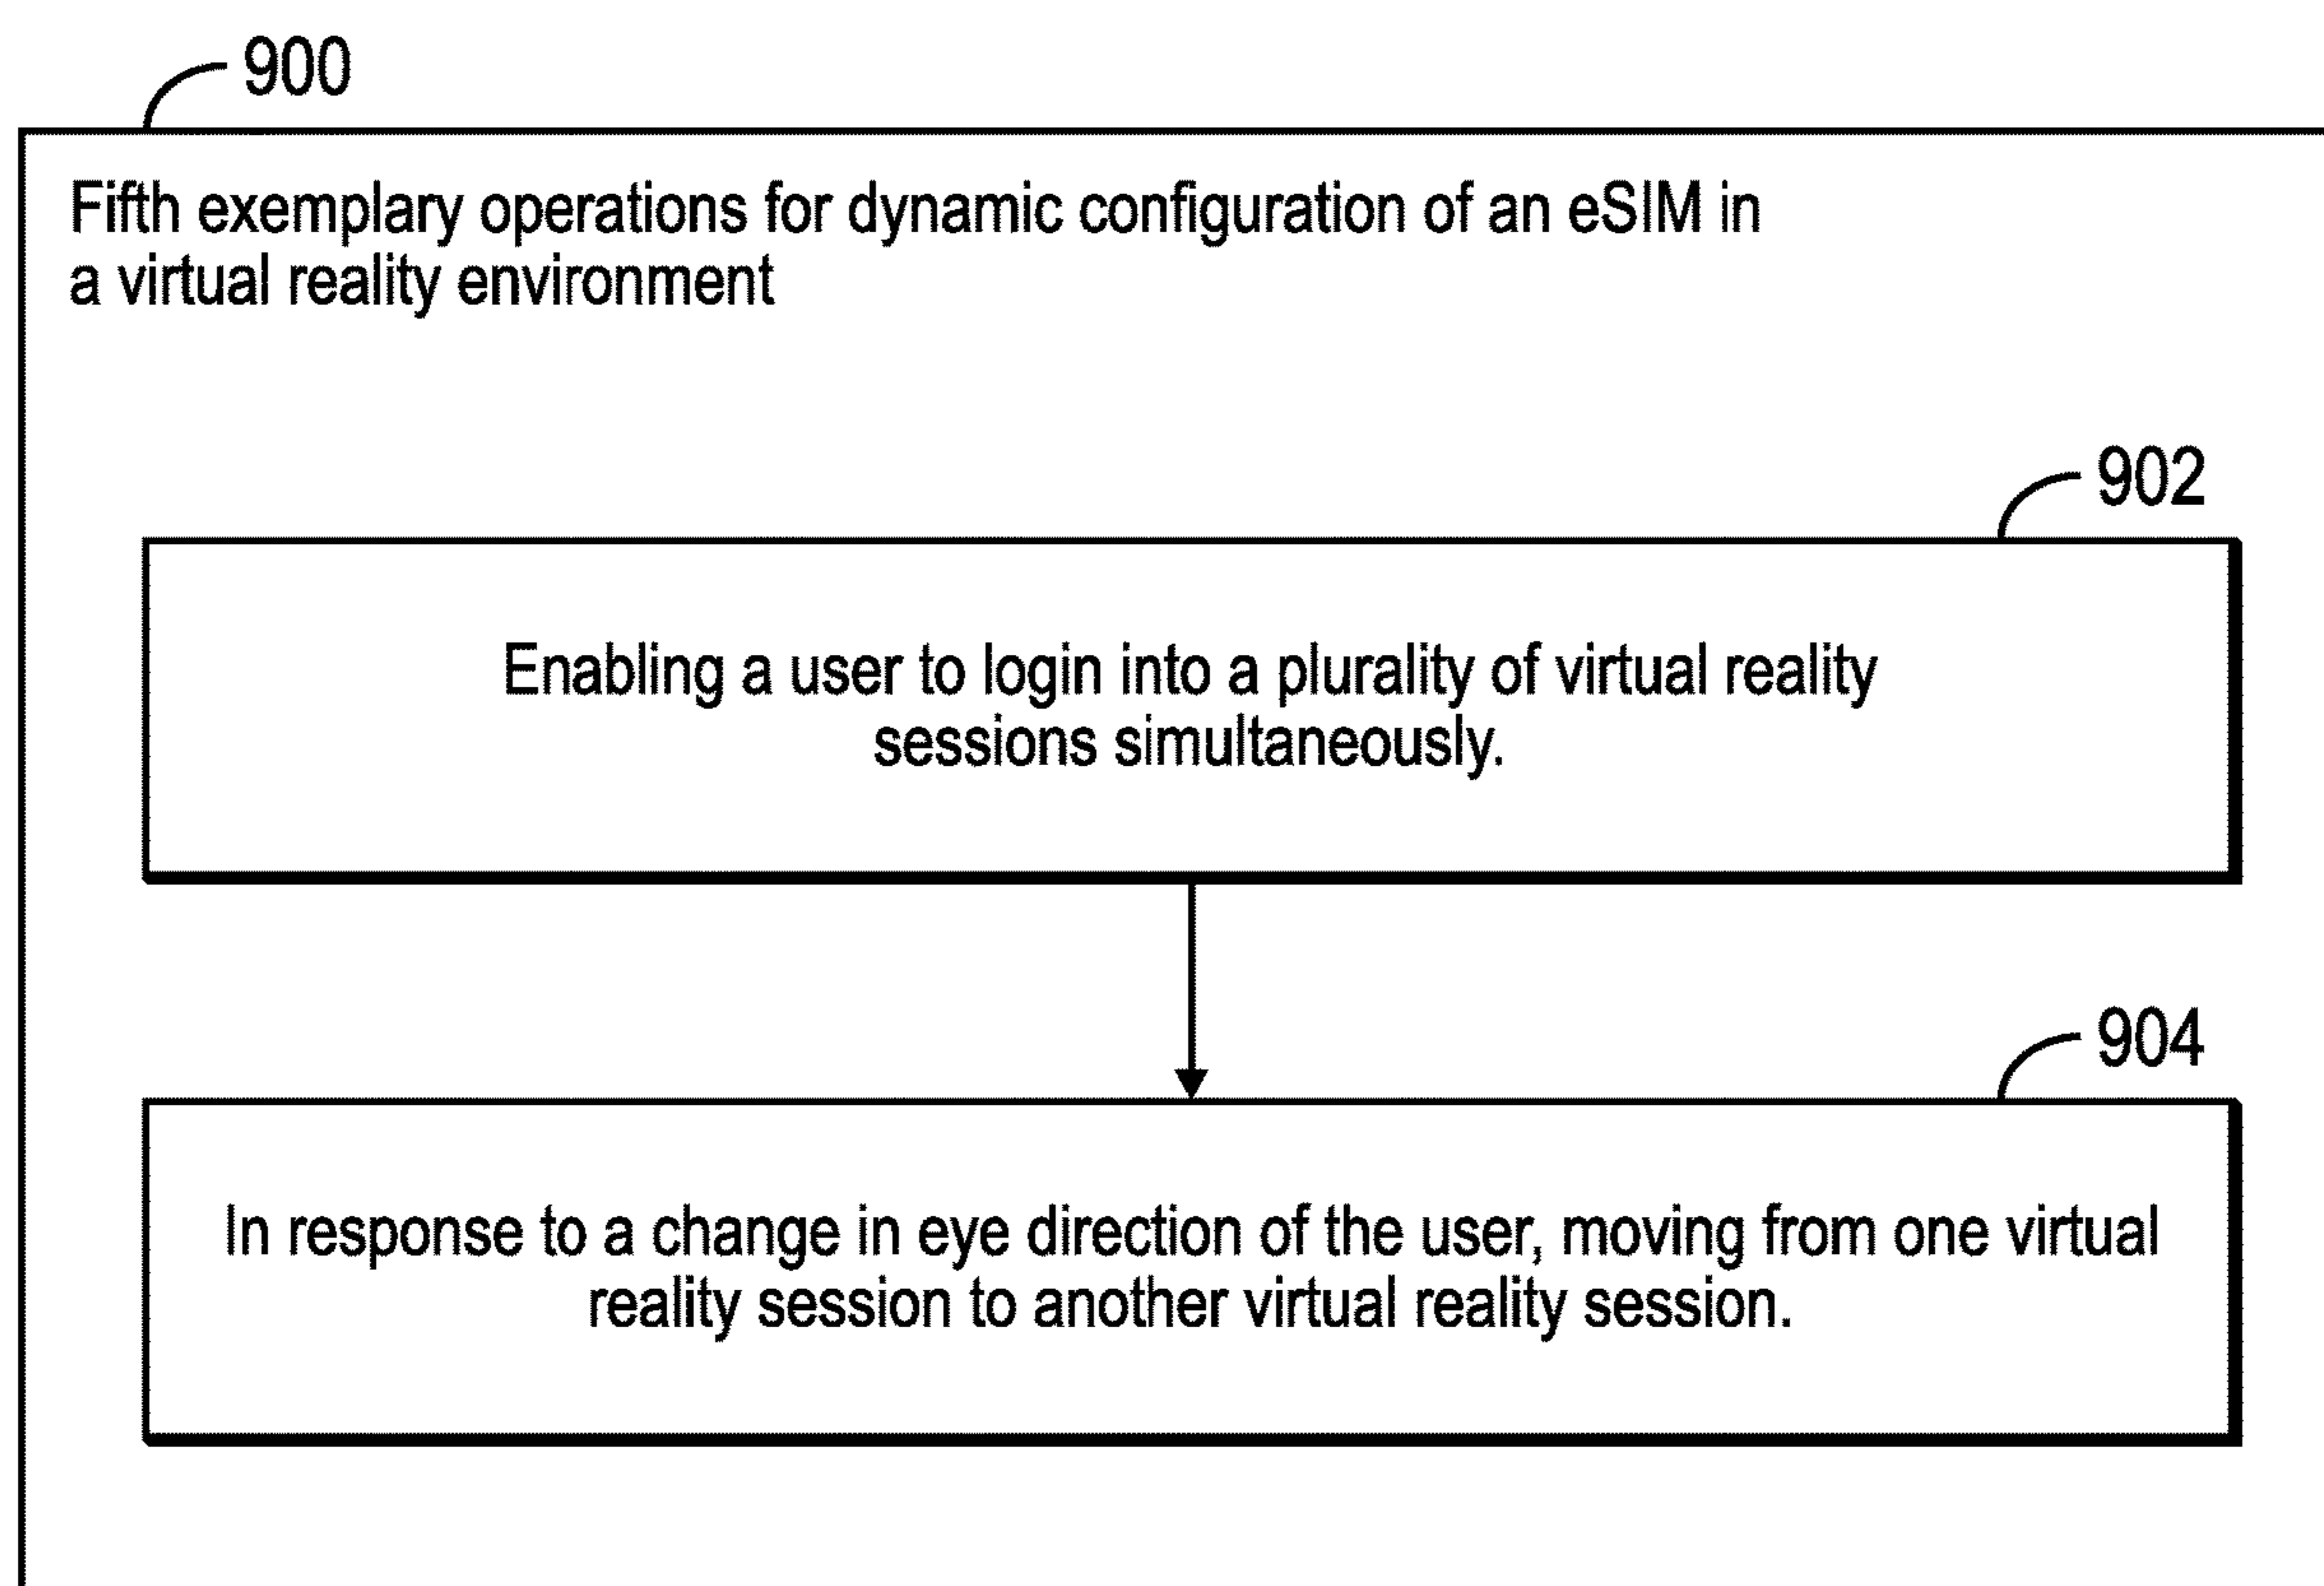 900
Fifth exemplary operations for dynamic configuration of an eSIM in
a virtual reality environment
902
Enabling a user to login into a plurality of virtual reality
sessions simultaneously.
904
In response to a change in eye direction of the user, moving from one virtual
reality session to another virtual reality session.